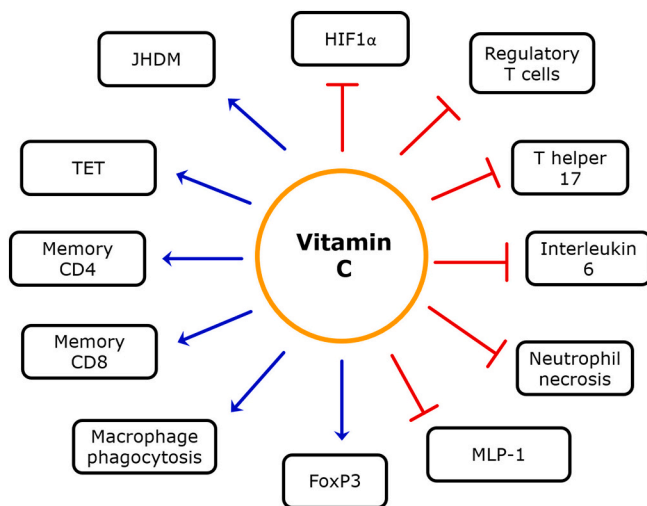 HIF1α
JHDM
Regulatory
T cells
TET
T helper
17
Vitamin
C
Memory
CD4
Interleukin
6
Memory
CD8
Neutrophil
necrosis
Macrophage
phagocytosis
MLP-1
FoxP3